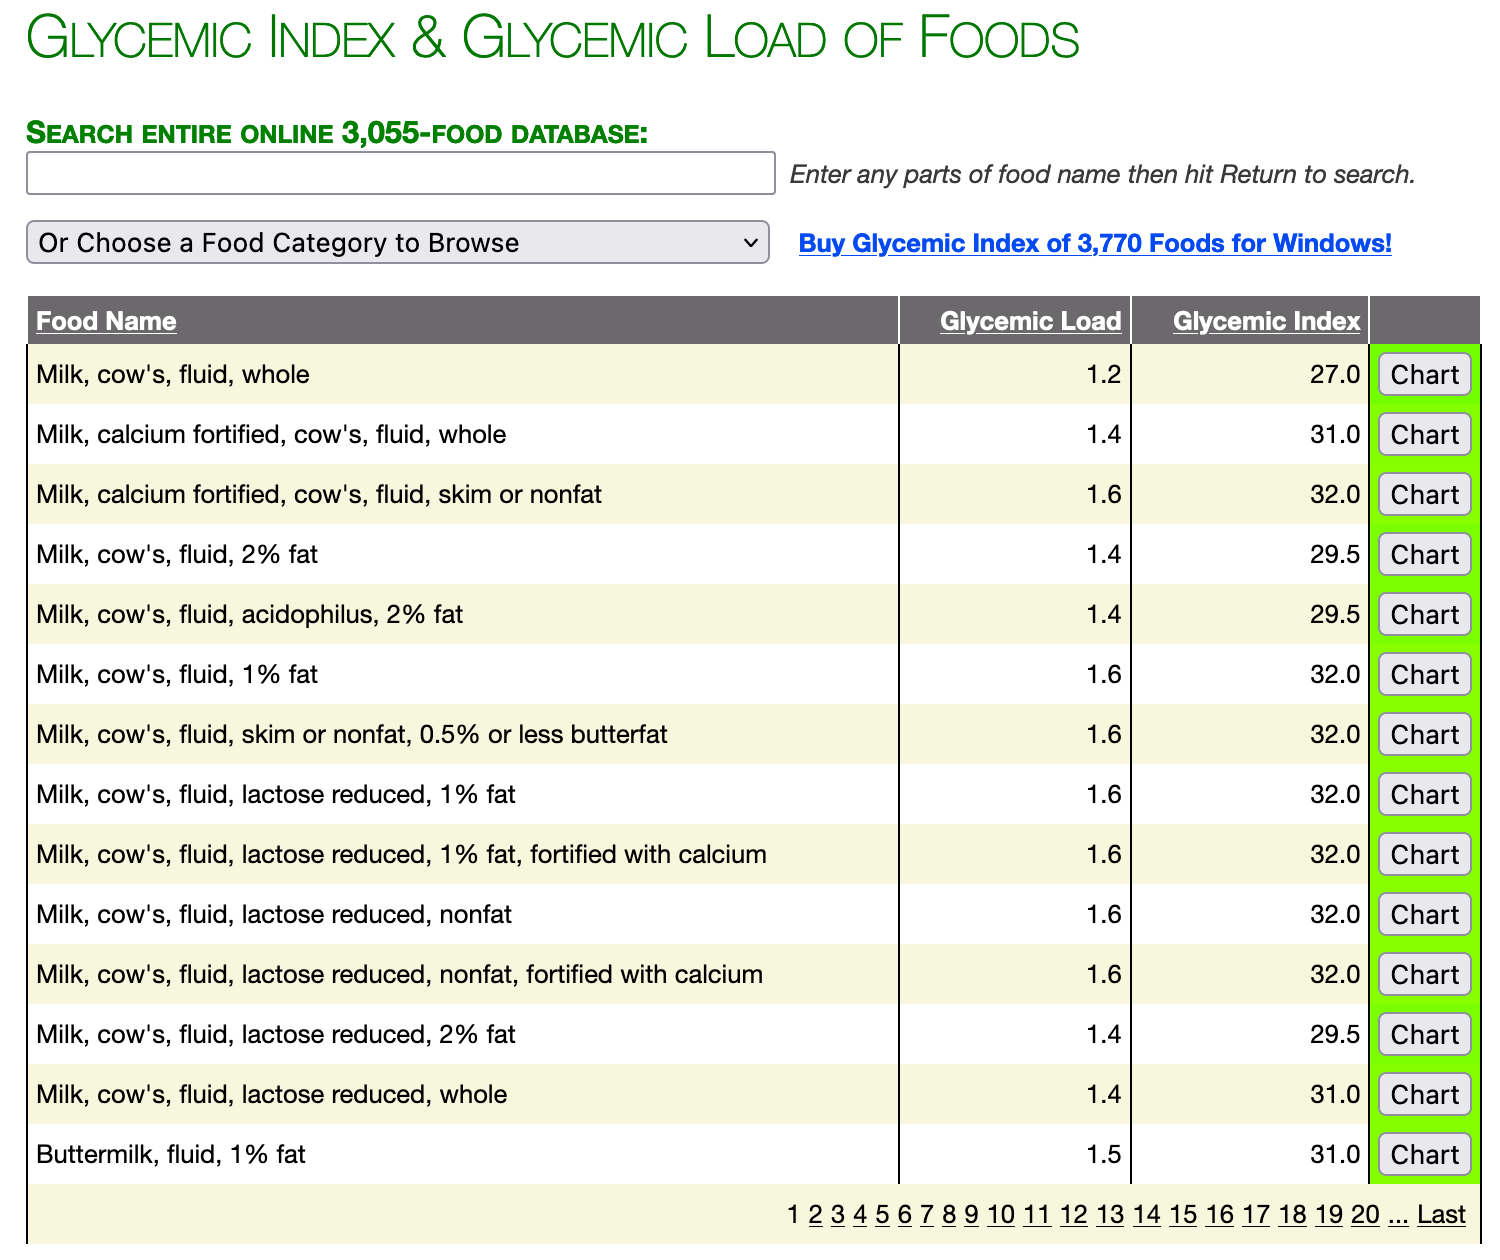 Glycemic Index & Glycemic Load of Foods
Search entire online 3,055-food database:
Enter any parts of food name then hit Return to search.
Or Choose a Food Category to Browse Buy Glycemic Index of 3,770 Foods for Windows!
Food Name Glycemic Load Glycemic Index
Milk, cow's, fluid, whole 1.2 27.0 Chart
Milk, calcium fortified, cow's, fluid, whole 1.4 31.0 Chart
Milk, calcium fortified, cow's, fluid, skim or nonfat 1.6 32.0 Chart
Milk, cow's, fluid, 2% fat 1.4 29.5 Chart
Milk, cow's, fluid, acidophilus, 2% fat 1.4 29.5 Chart
Milk, cow's, fluid, 1% fat 1.6 32.0 Chart
Milk, cow's, fluid, skim or nonfat, 0.5% or less butterfat 1.6 32.0 Chart
Milk, cow's, fluid, lactose reduced, 1% fat 1.6 32.0 Chart
Milk, cow's, fluid, lactose reduced, 1% fat, fortified with calcium 1.6 32.0 Chart
Milk, cow's, fluid, lactose reduced, nonfat 1.6 32.0 Chart
Milk, cow's, fluid, lactose reduced, nonfat, fortified with calcium 1.6 32.0 Chart
Milk, cow's, fluid, lactose reduced, 2% fat 1.4 29.5 Chart
Milk, cow's, fluid, lactose reduced, whole 1.4 31.0 Chart
Buttermilk, fluid, 1% fat 1.5 31.0 Chart
1 2 3 4 5 6 7 8 9 10 11 12 13 14 15 16 17 18 19 20 ... Last